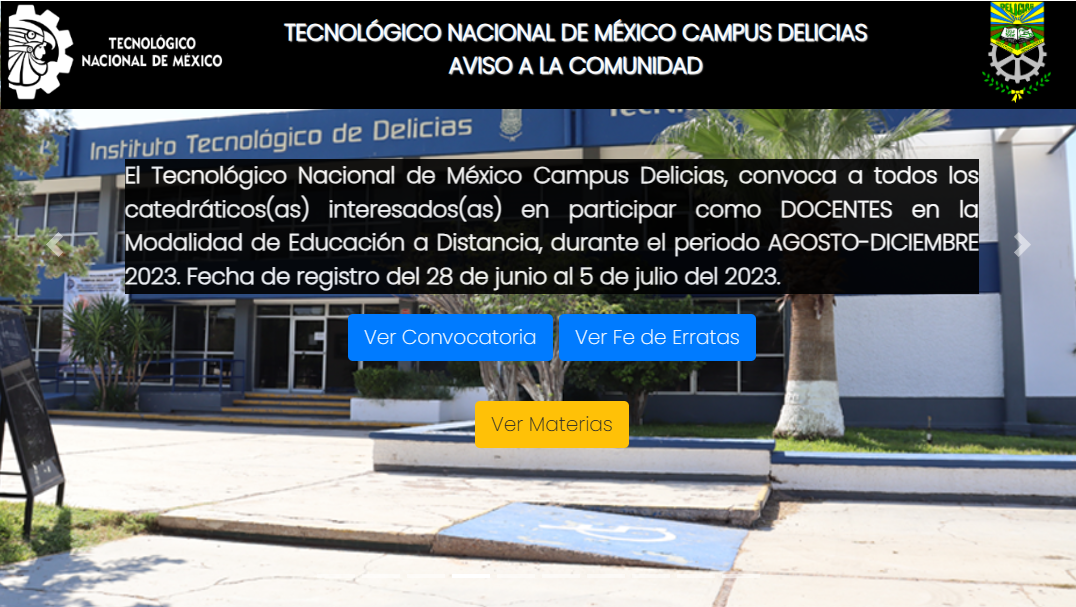 TECNOLÓGICO NACIONAL DE MÉXICO CAMPUS DELICIAS
AVISO A LA COMUNIDAD
TECNOLÓGICO
NACIONAL DE MÉXICO
DELICIAS
Instituto Tecnológico de Delicias
El Tecnológico Nacional de México Campus Delicias, convoca a todos los
catedráticos(as) interesados(as) en participar como DOCENTES en la
Modalidad de Educación a Distancia, durante el periodo AGOSTO-DICIEMBRE
2023. Fecha de registro del 28 de junio al 5 de julio del 2023.
Ver Convocatoria
Ver Fe de Erratas
Ver Materias